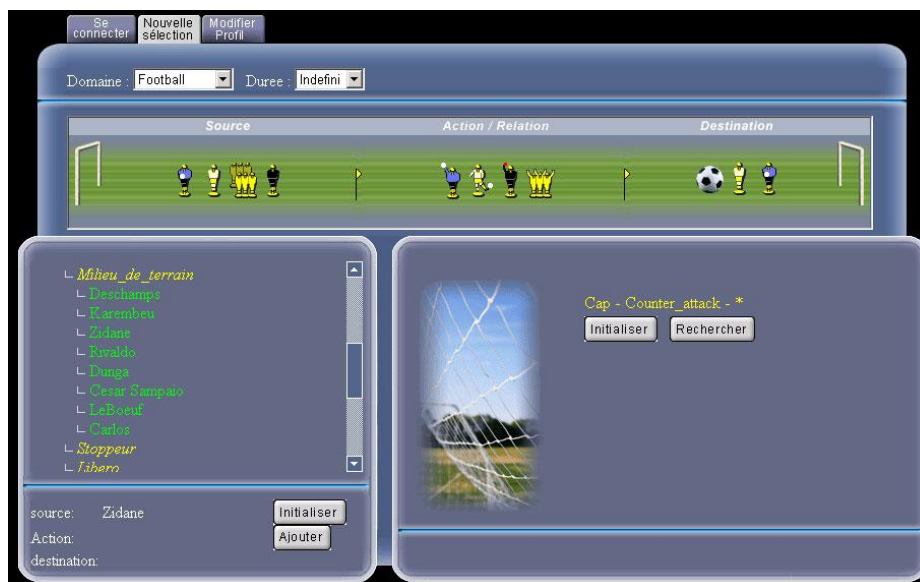 Se connecter
Nouvelle sélection
Modifier Profil
Domaine : Football Duree : Indefini
Source Action / Relation Destination
Milieu_de_terrain
Deschamps
Karembeu
Zidane
Rivaldo
Dunga
Cesar Sampaio
LeBoeuf
Carlos
Stoppeur
Libero
source: Zidane Initialiser
Action: Ajouter
destination:
Cap - Counter_attack - *
Initialiser Rechercher